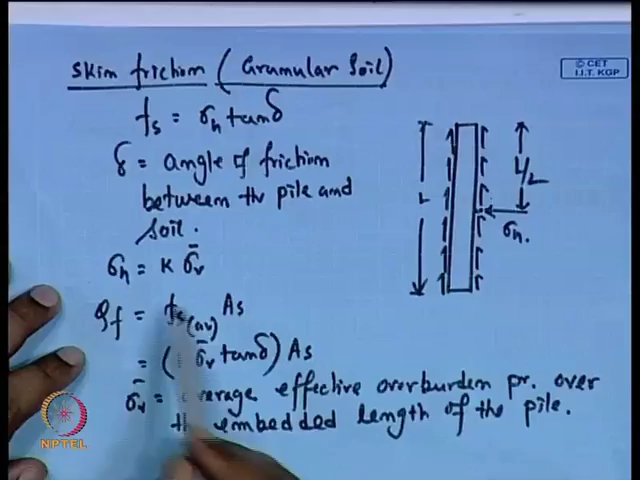 skin friction (Granular Soil)
© CET
I.I.T. KGP
fs = σh tanδ
δ = angle of friction
between the pile and
soil.
L
L/2
σh.
σh = K σ̄v
Qf = fs(av) As
= ( σ̄v tanδ) As
σ̄v = average effective overburden pr. over
the embedded length of the pile.
NPTEL